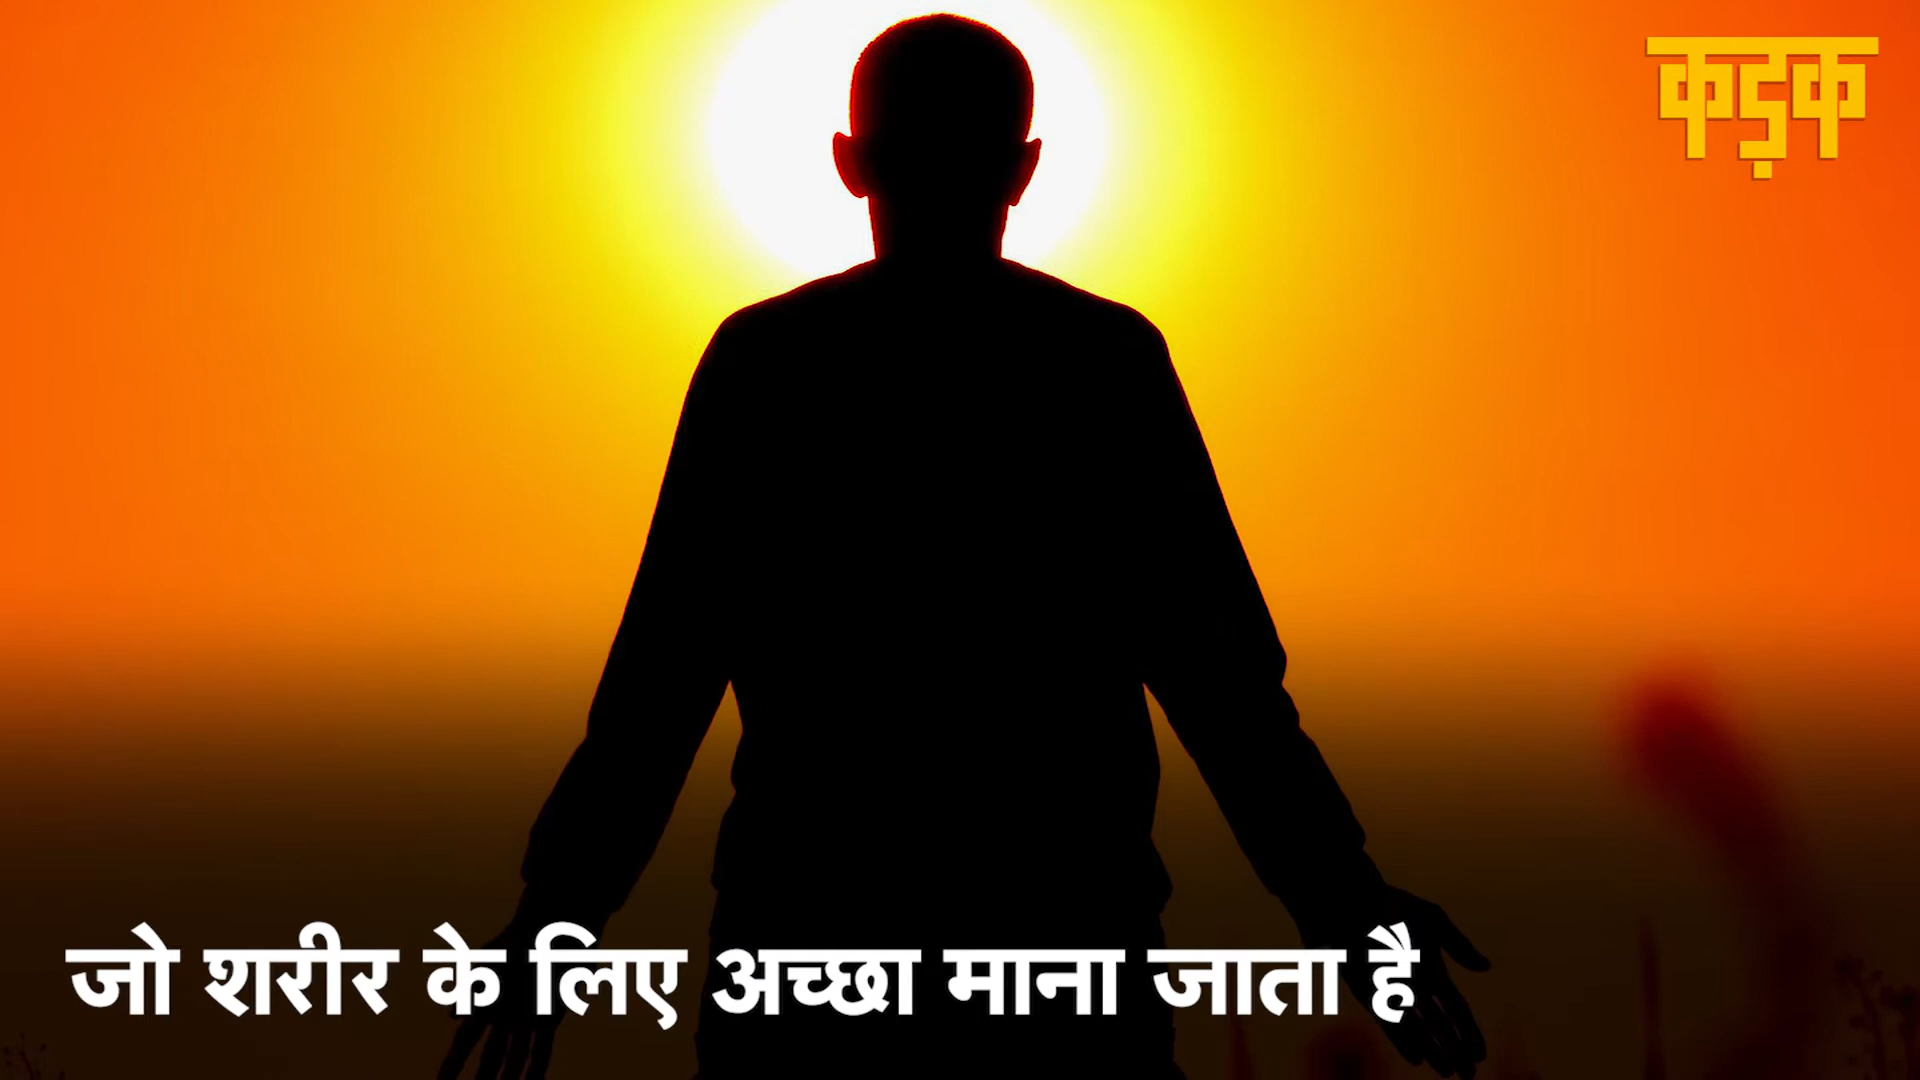 कड़क
जो शरीर के लिए अच्छा माना जाता है